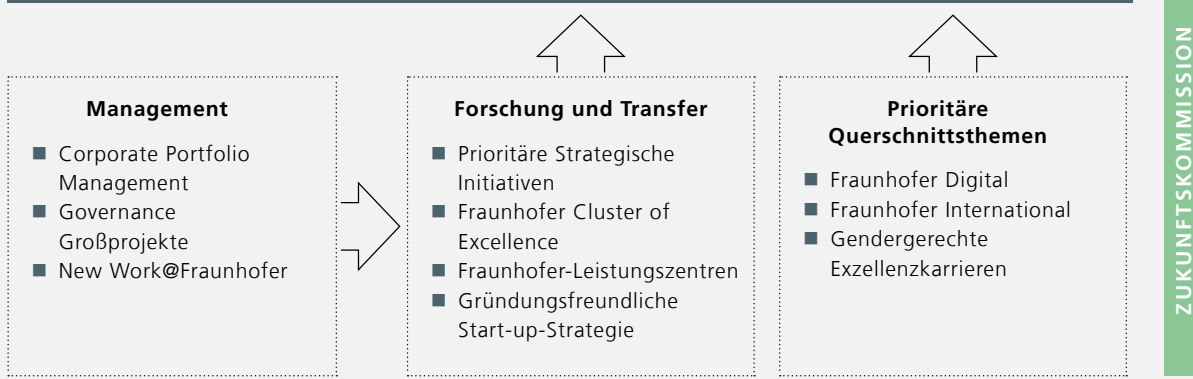 Management
■ Corporate Portfolio
Management
■ Governance
Großprojekte
■ New Work@Fraunhofer
Forschung und Transfer
■ Prioritäre Strategische
Initiativen
■ Fraunhofer Cluster of
Excellence
■ Fraunhofer-Leistungszentren
■ Gründungsfreundliche
Start-up-Strategie
Prioritäre
Querschnittsthemen
■ Fraunhofer Digital
■ Fraunhofer International
■ Gendergerechte
Exzellenzkarrieren
ZUKUNFTSKOMMISSION